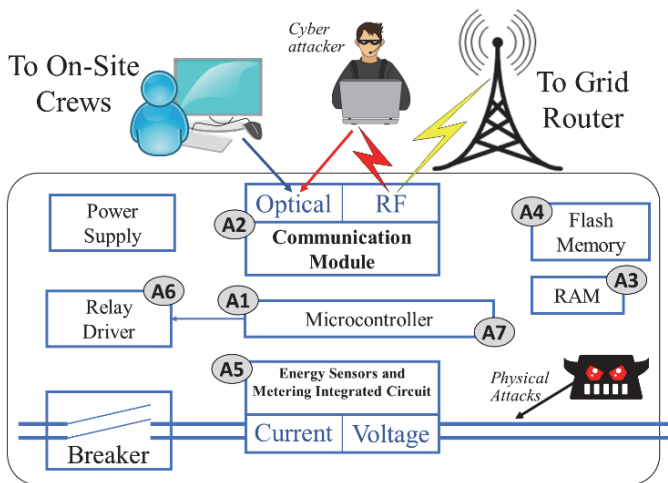 Cyber
attacker
To On-Site
Crews
To Grid
Router
Power
Supply
Optical
RF
A2
Communication
Module
A4
Flash
Memory
A6
Relay
Driver
A1
Microcontroller
A7
A3
RAM
A5
Energy Sensors and
Metering Integrated Circuit
Current
Voltage
Physical
Attacks
Breaker